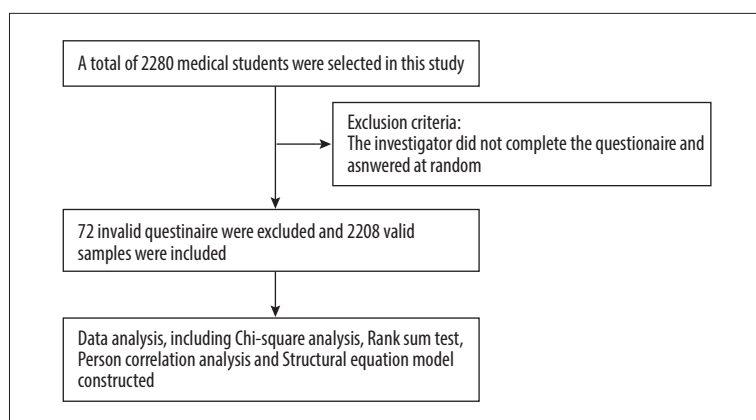 A total of 2280 medical students were selected in this study
Exclusion criteria:
The investigator did not complete the questionaire and
asnwered at random
72 invalid questinaire were excluded and 2208 valid
samples were included
Data analysis, including Chi-square analysis, Rank sum test,
Person correlation analysis and Structural equation model
constructed